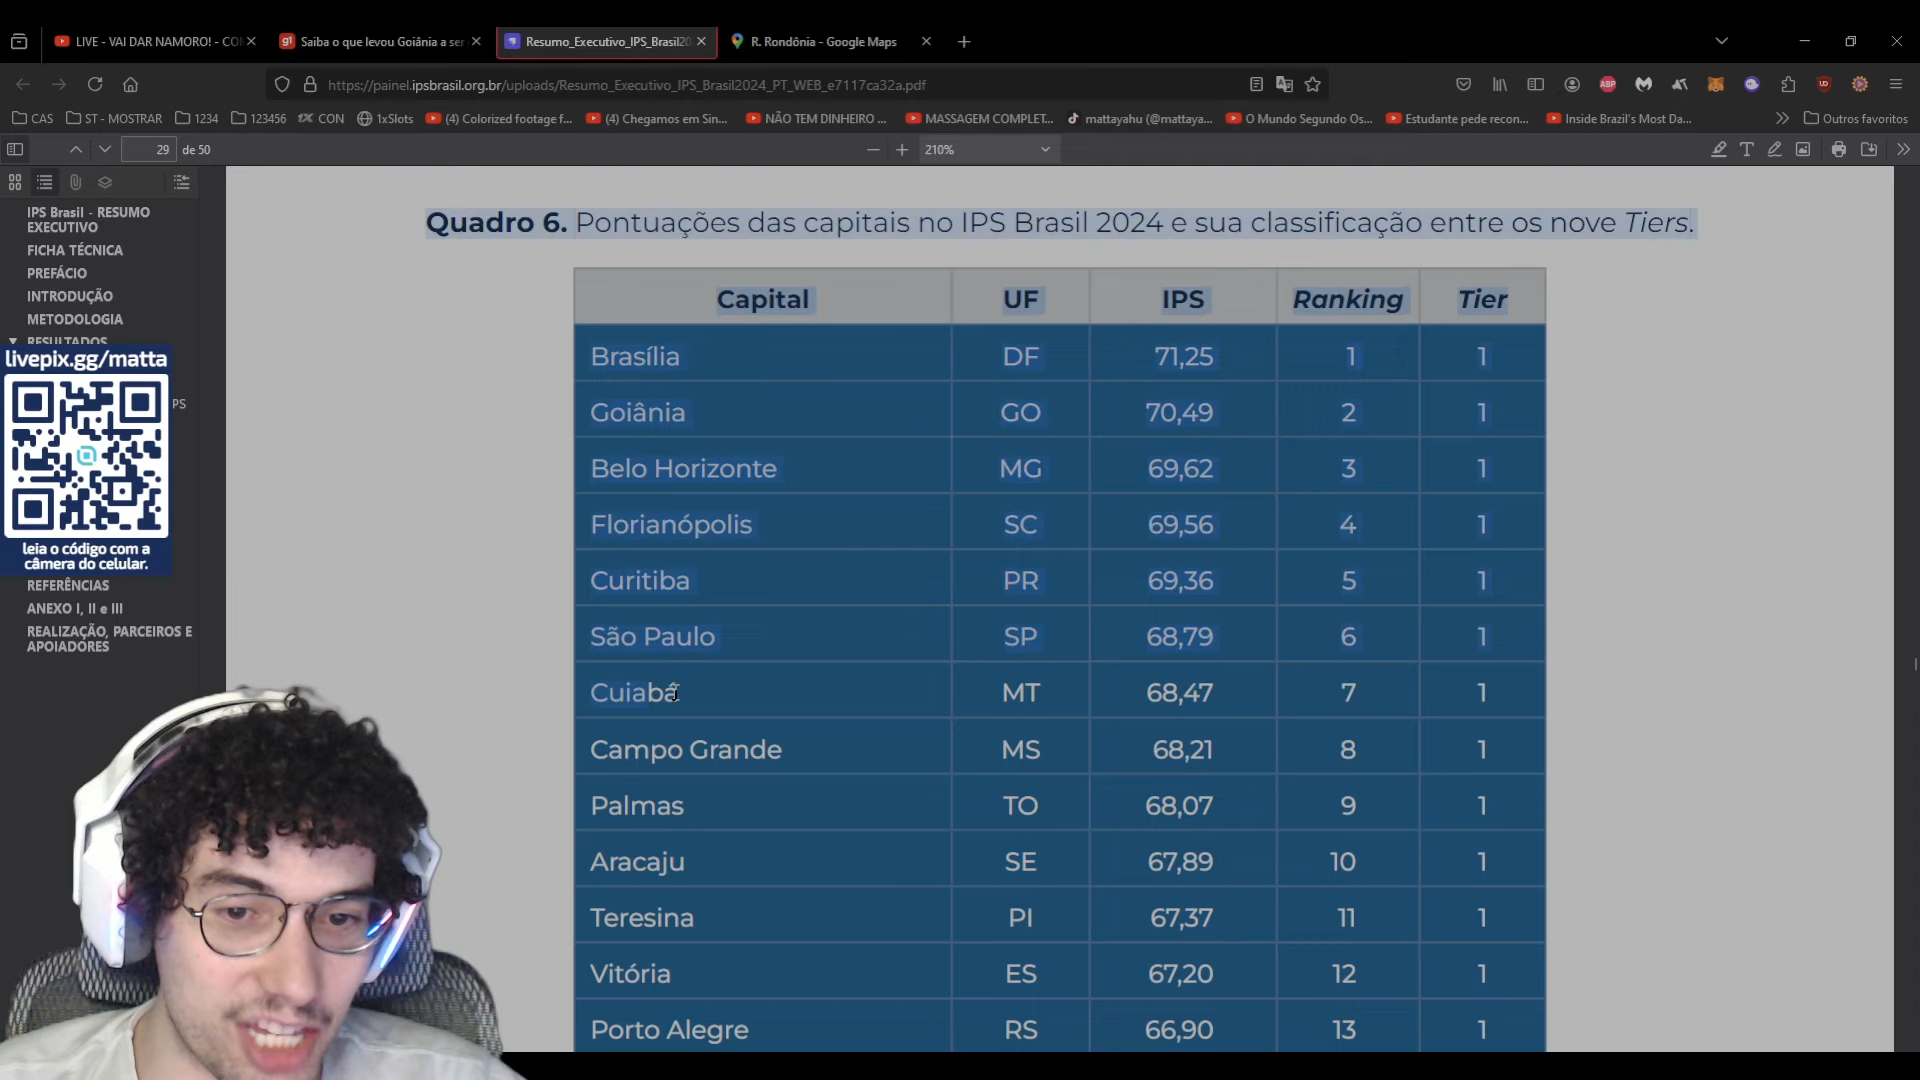 LIVE - VAI DAR NAMORO! - CO
Saiba o que levou Goiânia a ser
Resumo_Executivo_IPS_Brasil20
R. Rondônia - Google Maps
https://painel.ipsbrasil.org.br/uploads/Resumo_Executivo_IPS_Brasil2024_PT_WEB_e7117ca32a.pdf
CAS
ST - MOSTRAR
1234
123456
CON
1xSlots
(4) Colorized footage f...
(4) Chegamos em Sin...
NÃO TEM DINHEIRO ...
MASSAGEM COMPLET...
mattayahu (@mattaya...
O Mundo Segundo Os...
Estudante pede recon...
Inside Brazil's Most Da...
Outros favoritos
29 de 50
210%
IPS Brasil - RESUMO
EXECUTIVO
FICHA TÉCNICA
PREFÁCIO
INTRODUÇÃO
METODOLOGIA
RESULTADOS
livepix.gg/matta
PS
leia o código com a
câmera do celular.
REFERÊNCIAS
ANEXO I, II e III
REALIZAÇÃO, PARCEIROS E
APOIADORES
Quadro 6. Pontuações das capitais no IPS Brasil 2024 e sua classificação entre os nove Tiers.
Capital UF IPS Ranking Tier
Brasília DF 71,25 1 1
Goiânia GO 70,49 2 1
Belo Horizonte MG 69,62 3 1
Florianópolis SC 69,56 4 1
Curitiba PR 69,36 5 1
São Paulo SP 68,79 6 1
Cuiabá MT 68,47 7 1
Campo Grande MS 68,21 8 1
Palmas TO 68,07 9 1
Aracaju SE 67,89 10 1
Teresina PI 67,37 11 1
Vitória ES 67,20 12 1
Porto Alegre RS 66,90 13 1